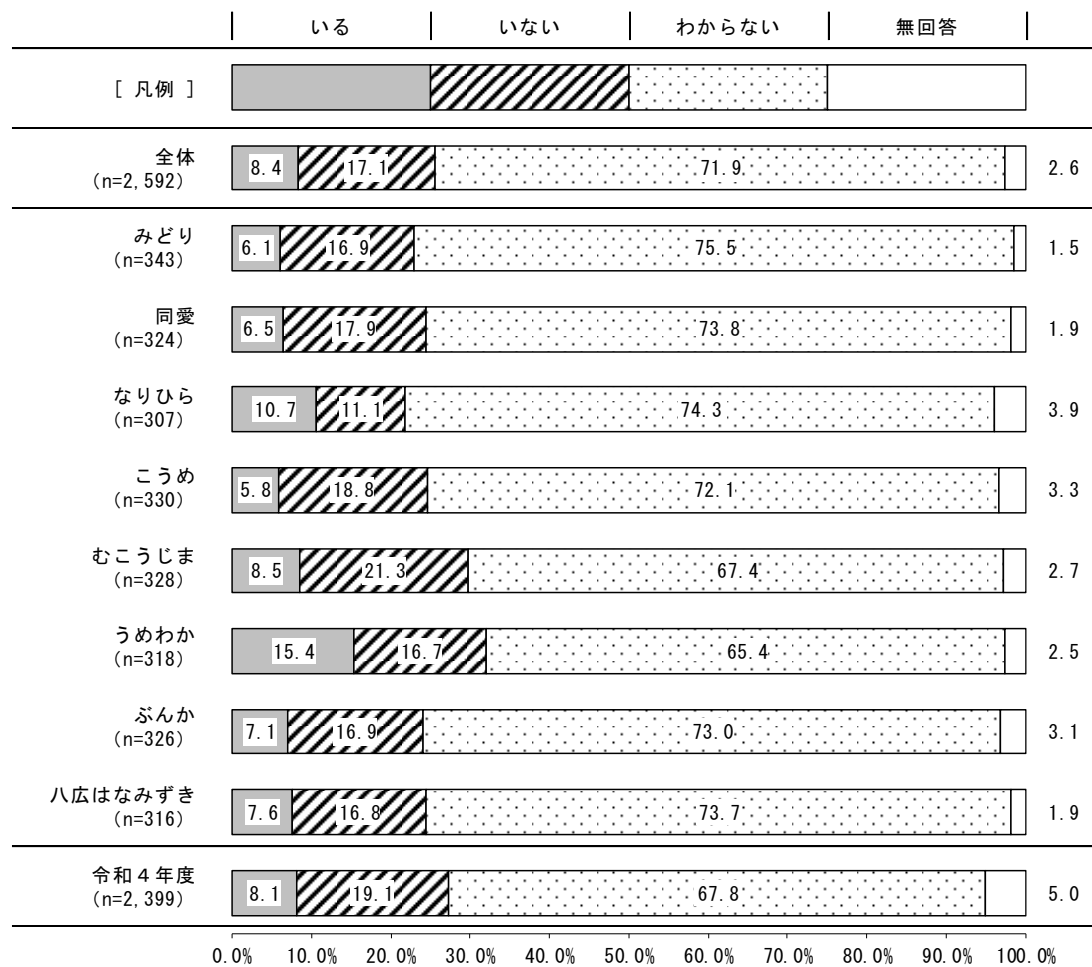 いる いない わからない 無回答
[ 凡例 ]
全体
(n=2,592) 8.4 17.1 71.9 2.6
みどり
(n=343) 6.1 16.9 75.5 1.5
同愛
(n=324) 6.5 17.9 73.8 1.9
なりひら
(n=307) 10.7 11.1 74.3 3.9
こうめ
(n=330) 5.8 18.8 72.1 3.3
むこうじま
(n=328) 8.5 21.3 67.4 2.7
うめわか
(n=318) 15.4 16.7 65.4 2.5
ぶんか
(n=326) 7.1 16.9 73.0 3.1
八広はなみずき
(n=316) 7.6 16.8 73.7 1.9
令和４年度
(n=2,399) 8.1 19.1 67.8 5.0
0.0% 10.0% 20.0% 30.0% 40.0% 50.0% 60.0% 70.0% 80.0% 90.0% 100.0%